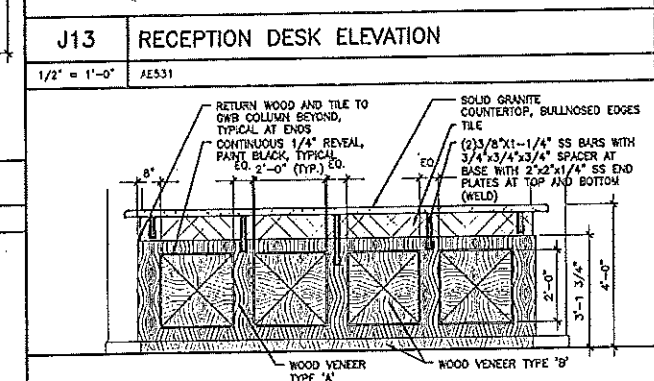 J13 RECEPTION DESK ELEVATION
1/2" = 1'-0" AE531
RETURN WOOD AND TILE TO
GWB COLUMN BEYOND,
TYPICAL AT ENDS
CONTINUOUS 1/4" REVEAL,
PAINT BLACK, TYPICAL
SOLID GRANITE
COUNTERTOP, BULLNOSED EDGES
TILE
(2)3/8"X1-1/4" SS BARS WITH
3/4"x3/4"x3/4" SPACER AT
BASE WITH 2"x2"x1/4" SS END
PLATES AT TOP AND BOTTOM
(WELD)
8"
EQ. 2'-0" (TYP.) EQ.
EQ.
2'-0"
3'-1 3/4"
4'-0"
WOOD VENEER
TYPE 'A'
WOOD VENEER TYPE 'B'